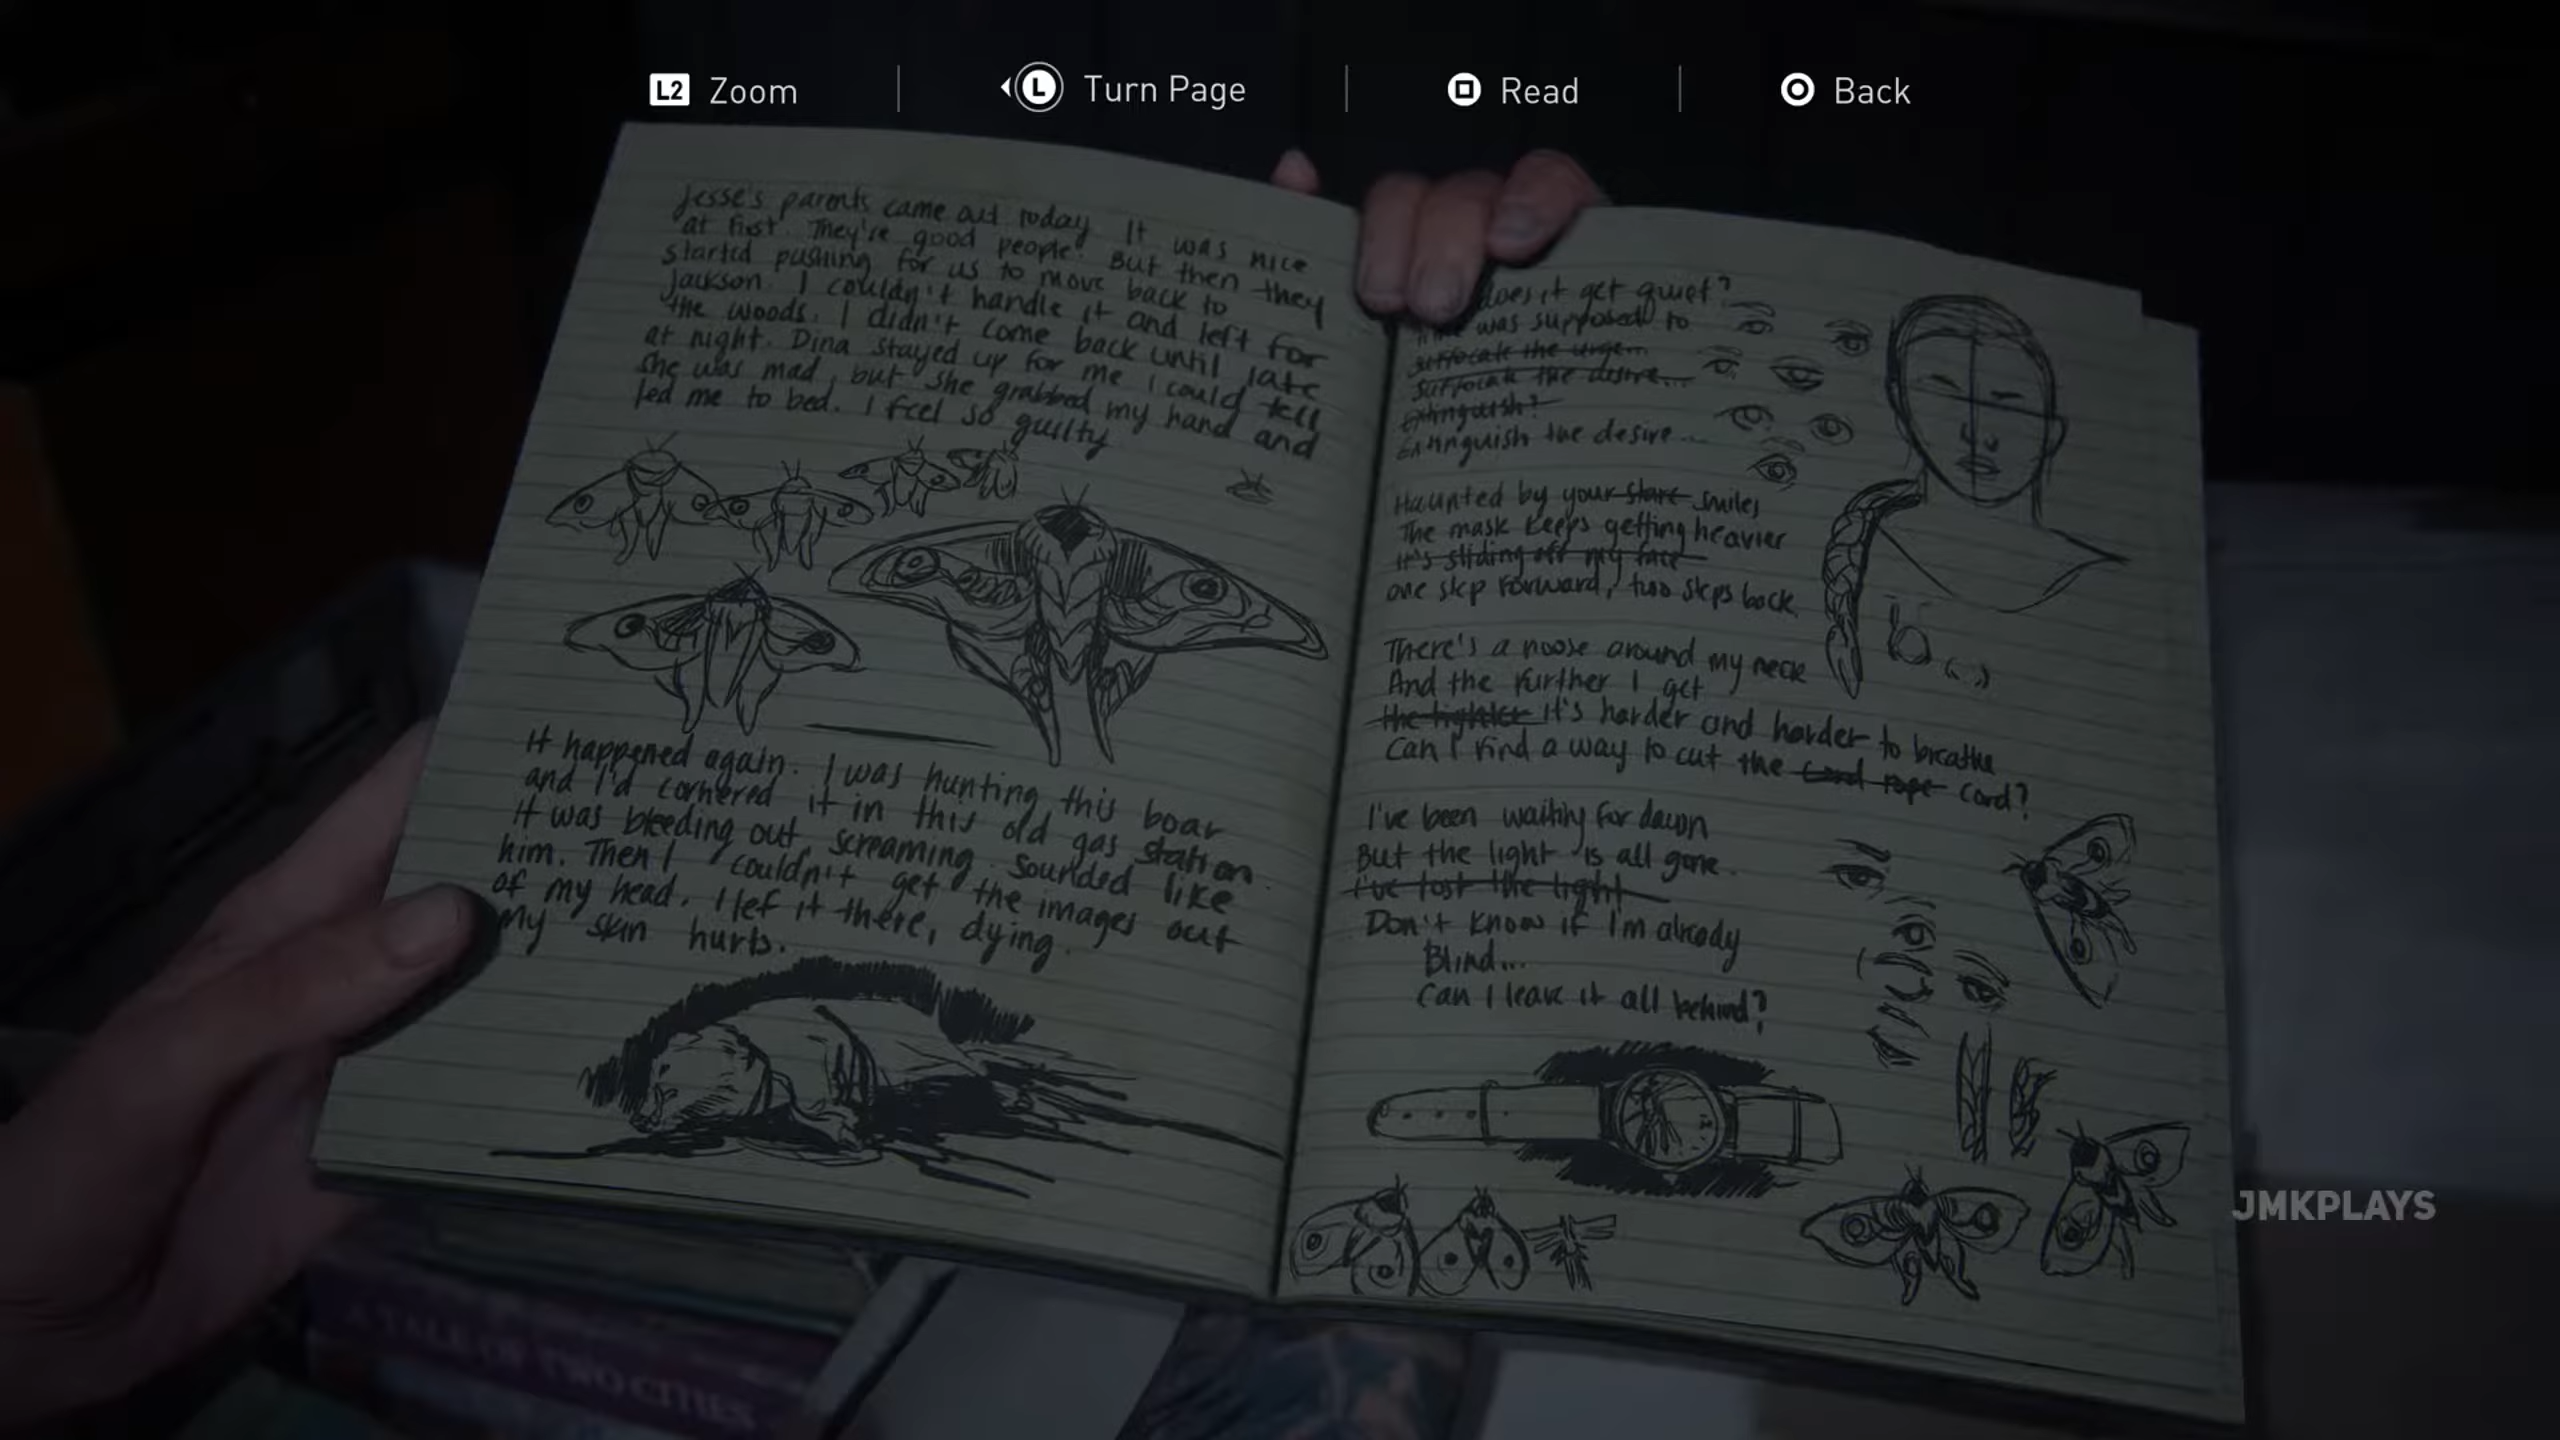 L2 Zoom
L Turn Page
Read
Back
Jesse's parents came out today. It was nice
at first. They're good people. But then they
started pushing for us to move back to
Jackson. I couldn't handle it and left for
the woods. I didn't come back until late
at night. Dina stayed up for me I could tell
she was mad, but she grabbed my hand and
led me to bed. I feel so guilty
It happened again. I was hunting this boar
and I'd cornered it in this old gas station.
It was bleeding out, screaming. Sounded like
him. Then I couldn't get the images out
of my head. I lef it there, dying.
My skin hurts.
does it get quiet?
was supposed to
suffocate the urge...
suffocate the desire...
Extinguish?
Extinguish the desire...
Haunted by your stare smiles
The mask keeps getting heavier
It's sliding off my face
one step forward, two steps back
There's a noose around my neck
And the further I get
the tighter it's harder and harder to breathe
Can I find a way to cut the cord rope cord?
I've been waiting for dawn
But the light is all gone.
I've lost the light
Don't know if I'm already
Blind...
Can I leave it all behind?
A TALE OF TWO CITIES
JMKPLAYS